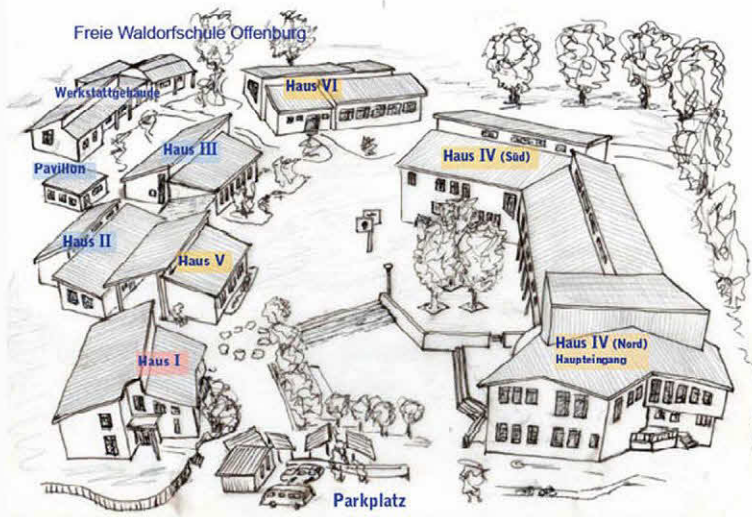 Freie Waldorfschule Offenburg
Werkstattgebäude
Haus VI
Haus III
Haus IV (Süd)
Pavillon
Haus II
Haus V
Haus IV (Nord)
Haupteingang
Haus I
Parkplatz